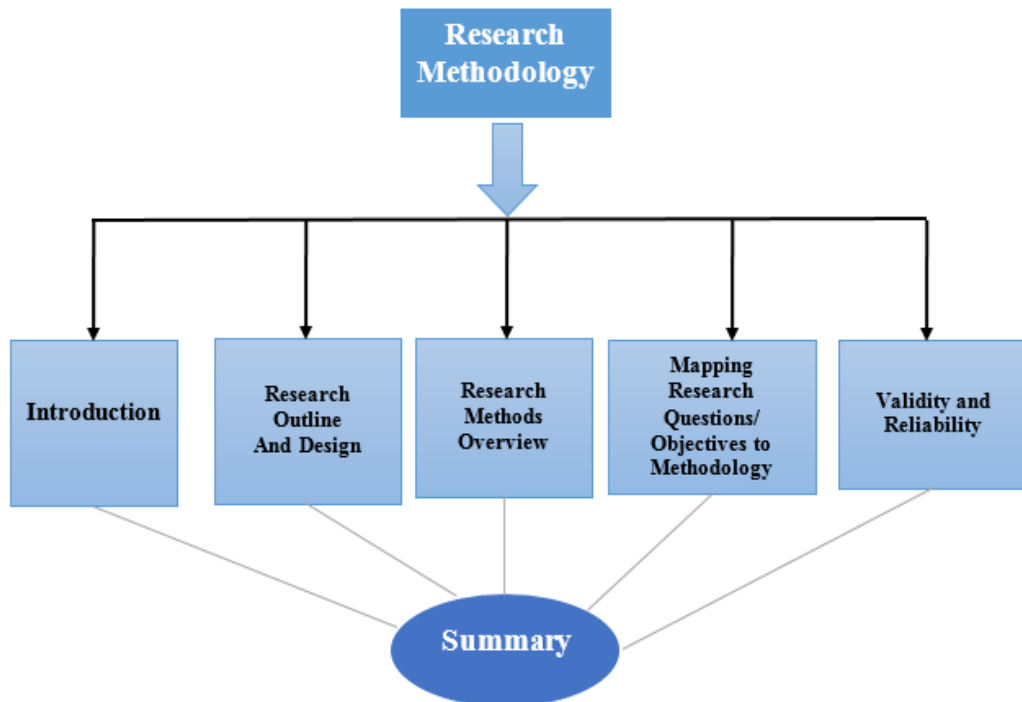 Research
Methodology
Introduction
Research
Outline
And Design
Research
Methods
Overview
Mapping
Research
Questions/
Objectives to
Methodology
Validity and
Reliability
Summary